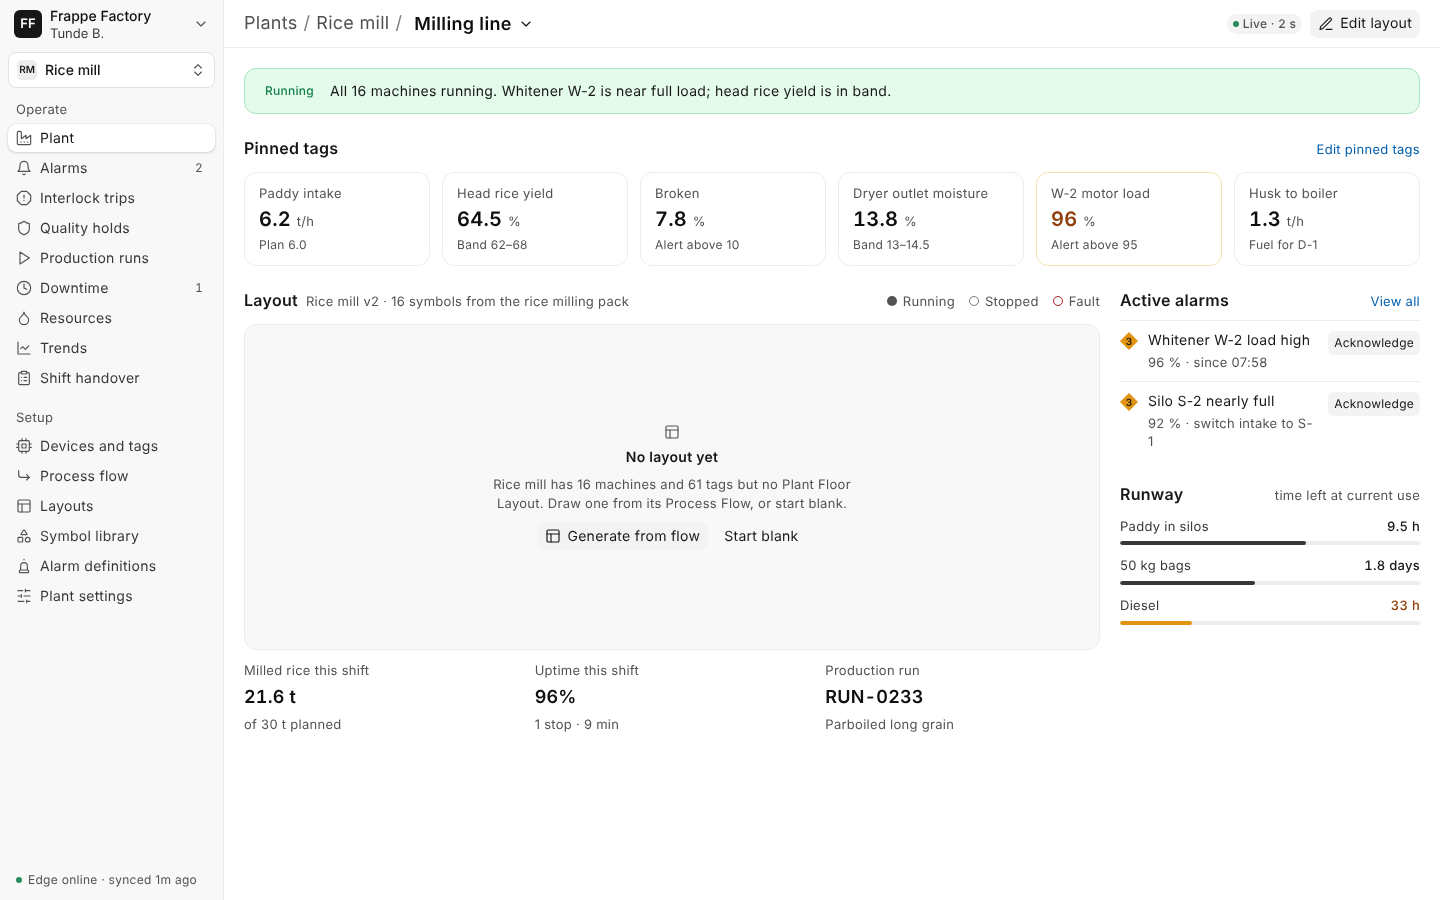 FF
Frappe Factory
Tunde B.
RM Rice mill
Operate
Plant
Alarms 2
Interlock trips
Quality holds
Production runs
Downtime 1
Resources
Trends
Shift handover
Setup
Devices and tags
Process flow
Layouts
Symbol library
Alarm definitions
Plant settings
Edge online · synced 1m ago
Plants / Rice mill / Milling line
Live · 2 s
Edit layout
Running All 16 machines running. Whitener W-2 is near full load; head rice yield is in band.
Pinned tags
Edit pinned tags
Paddy intake
6.2 t/h
Plan 6.0
Head rice yield
64.5 %
Band 62–68
Broken
7.8 %
Alert above 10
Dryer outlet moisture
13.8 %
Band 13–14.5
W-2 motor load
96 %
Alert above 95
Husk to boiler
1.3 t/h
Fuel for D-1
Layout Rice mill v2 · 16 symbols from the rice milling pack
Running Stopped Fault
No layout yet
Rice mill has 16 machines and 61 tags but no Plant Floor
Layout. Draw one from its Process Flow, or start blank.
Generate from flow Start blank
Milled rice this shift
21.6 t
of 30 t planned
Uptime this shift
96%
1 stop · 9 min
Production run
RUN-0233
Parboiled long grain
Active alarms
View all
3 Whitener W-2 load high
96 % · since 07:58
Acknowledge
3 Silo S-2 nearly full
92 % · switch intake to S-
1
Acknowledge
Runway
time left at current use
Paddy in silos 9.5 h
50 kg bags 1.8 days
Diesel 33 h